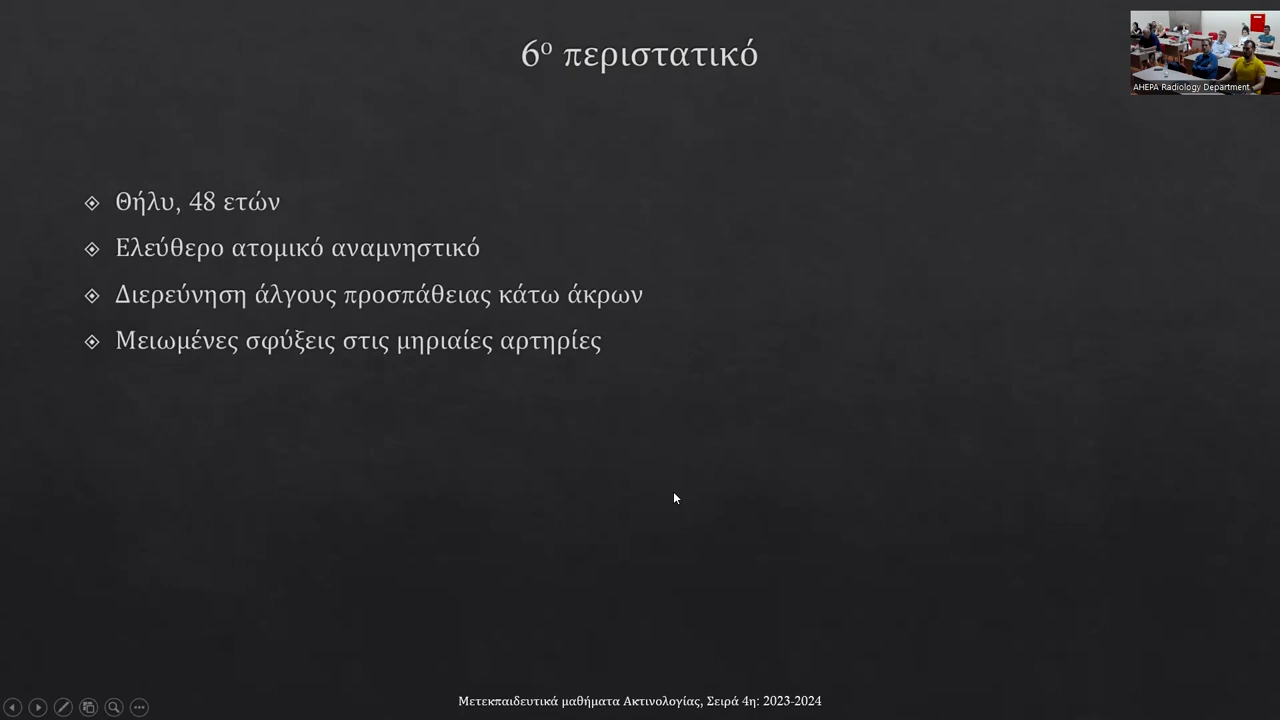 6ο περιστατικό
AHEPA Radiology Department
Θήλυ, 48 ετών
Ελεύθερο ατομικό αναμνηστικό
Διερεύνηση άλγους προσπάθειας κάτω άκρων
Μειωμένες σφύξεις στις μηριαίες αρτηρίες
Μετεκπαιδευτικά μαθήματα Ακτινολογίας, Σειρά 4η: 2023-2024